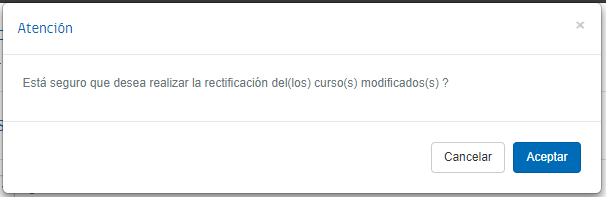 Atención
×
Está seguro que desea realizar la rectificación del(los) curso(s) modificados(s) ?
Cancelar
Aceptar